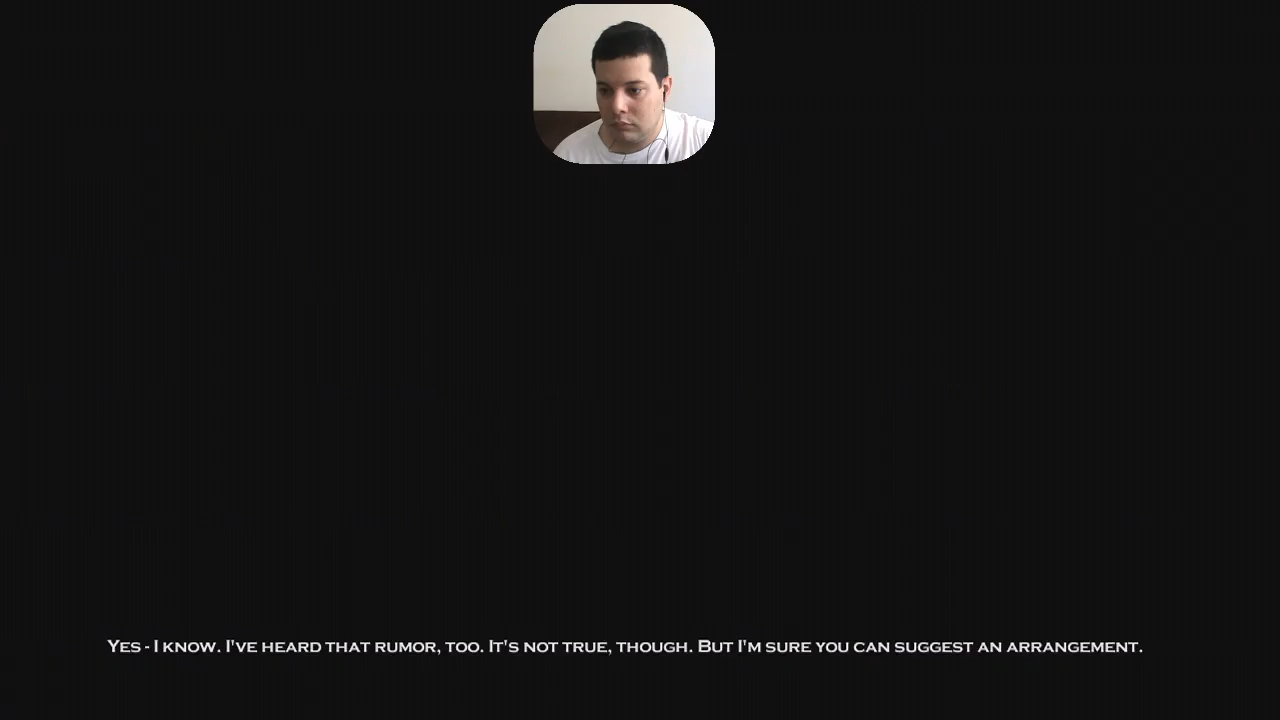 Yes - I know. I've heard that rumor, too. It's not true, though. But I'm sure you can suggest an arrangement.